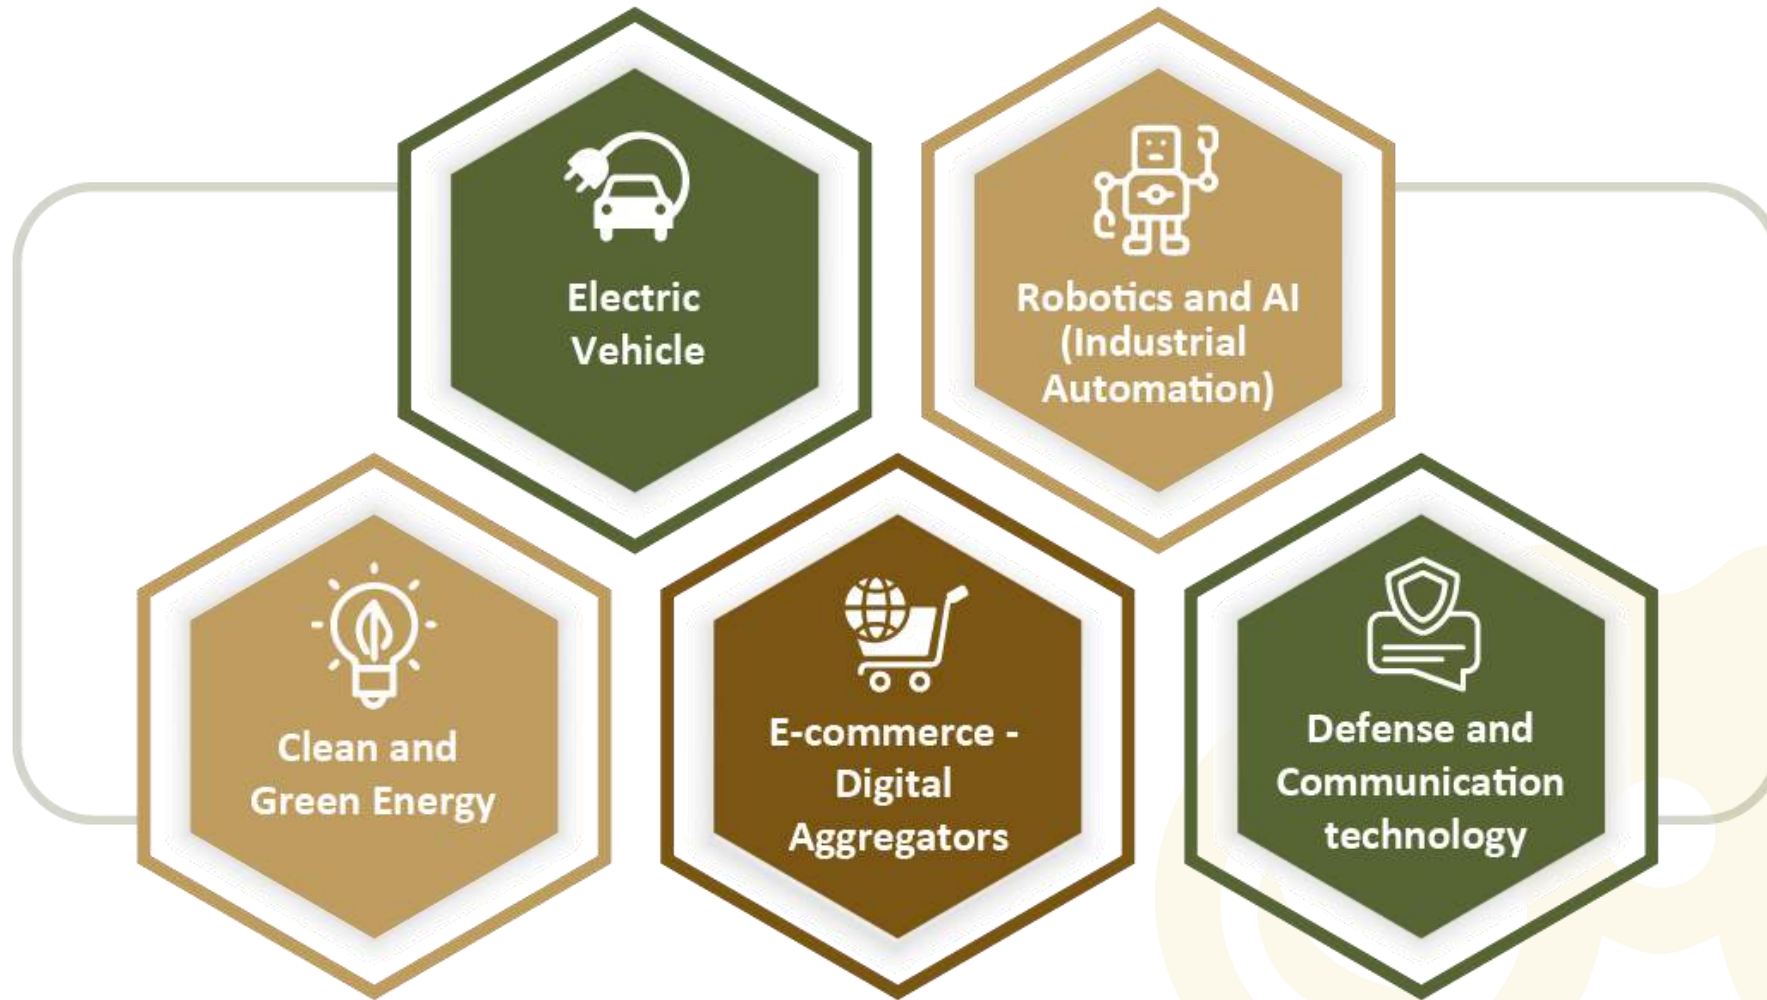 Electric
Vehicle
Robotics and AI
(Industrial
Automation)
Clean and
Green Energy
E-commerce -
Digital
Aggregators
Defense and
Communication
technology